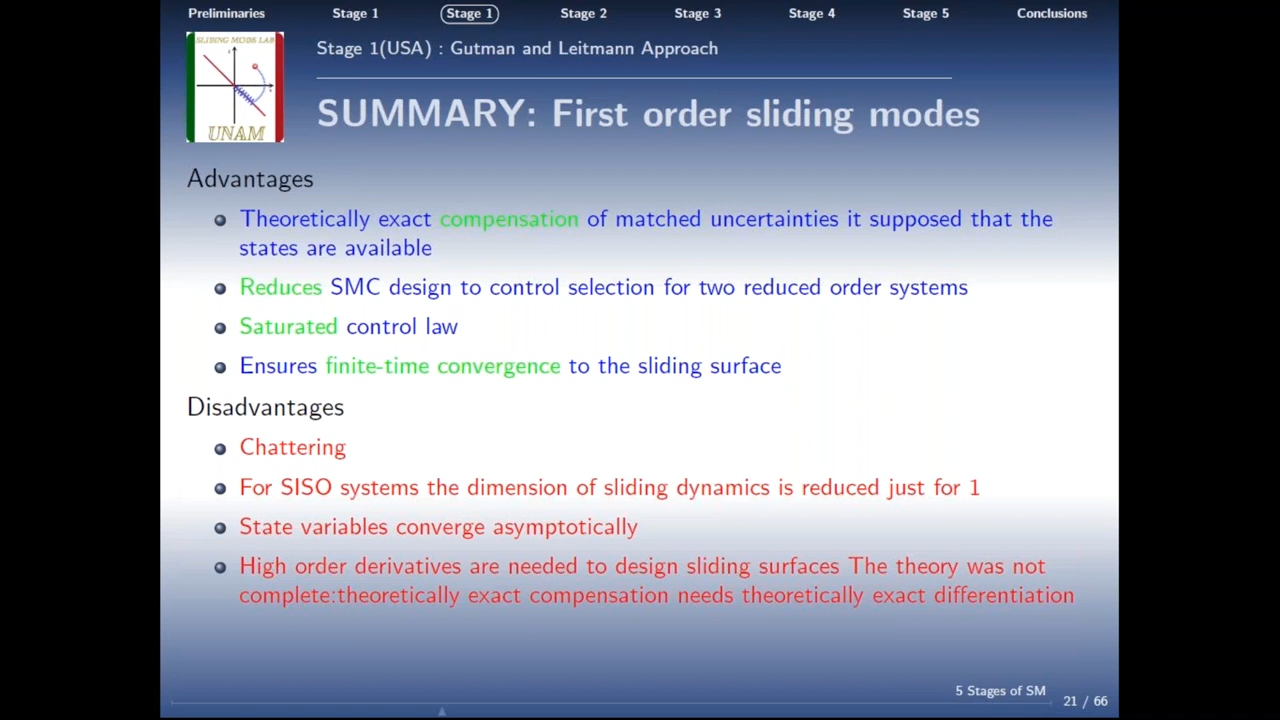 Preliminaries Stage 1 Stage 1 Stage 2 Stage 3 Stage 4 Stage 5 Conclusions
SLIDING MODE LAB
UNAM
Stage 1(USA) : Gutman and Leitmann Approach
SUMMARY: First order sliding modes
Advantages
Theoretically exact compensation of matched uncertainties it supposed that the
states are available
Reduces SMC design to control selection for two reduced order systems
Saturated control law
Ensures finite-time convergence to the sliding surface
Disadvantages
Chattering
For SISO systems the dimension of sliding dynamics is reduced just for 1
State variables converge asymptotically
High order derivatives are needed to design sliding surfaces The theory was not
complete:theoretically exact compensation needs theoretically exact differentiation
5 Stages of SM
21 / 66